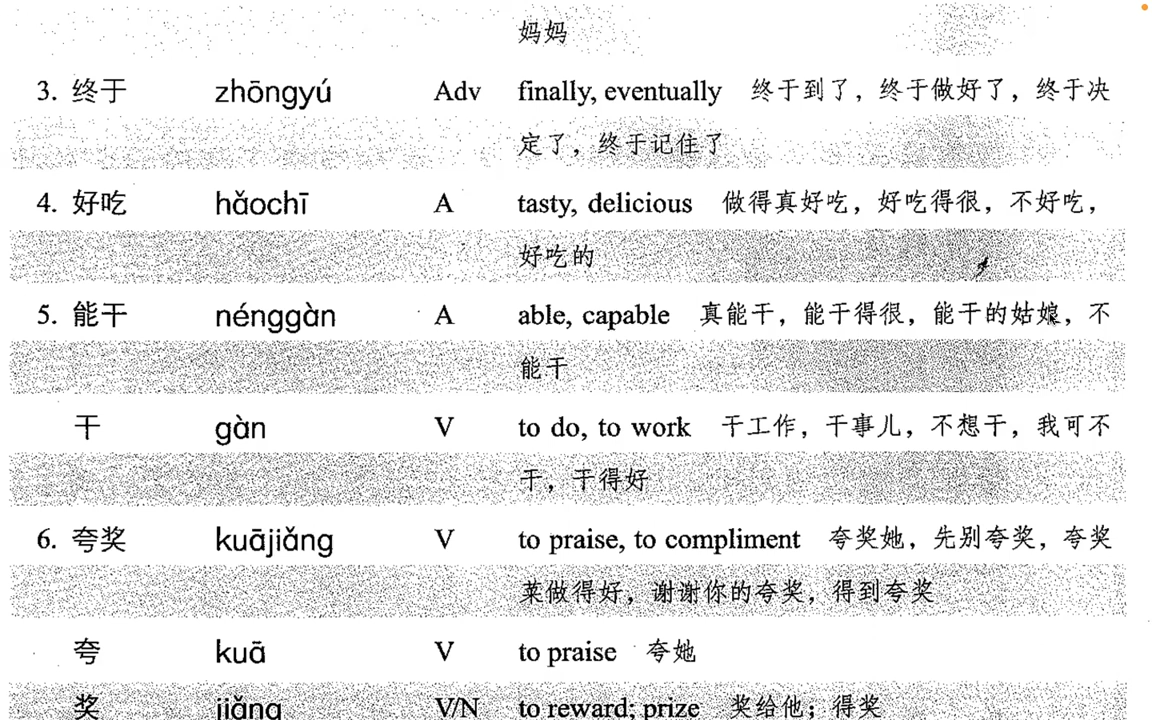 妈妈
3. 终于 zhōngyú Adv finally, eventually 终于到了，终于做好了，终于决
定了，终于记住了
4. 好吃 hǎochī A tasty, delicious 做得真好吃，好吃得很，不好吃，
好吃的
5. 能干 nénggàn A able, capable 真能干，能干得很，能干的姑娘，不
能干
干 gàn V to do, to work 干工作，干事儿，不想干，我可不
干，干得好
6. 夸奖 kuājiǎng V to praise, to compliment 夸奖她，先别夸奖，夸奖
菜做得好，谢谢你的夸奖，得到夸奖
夸 kuā V to praise 夸她
奖 jiǎng V/N to reward; prize 奖给他；得奖